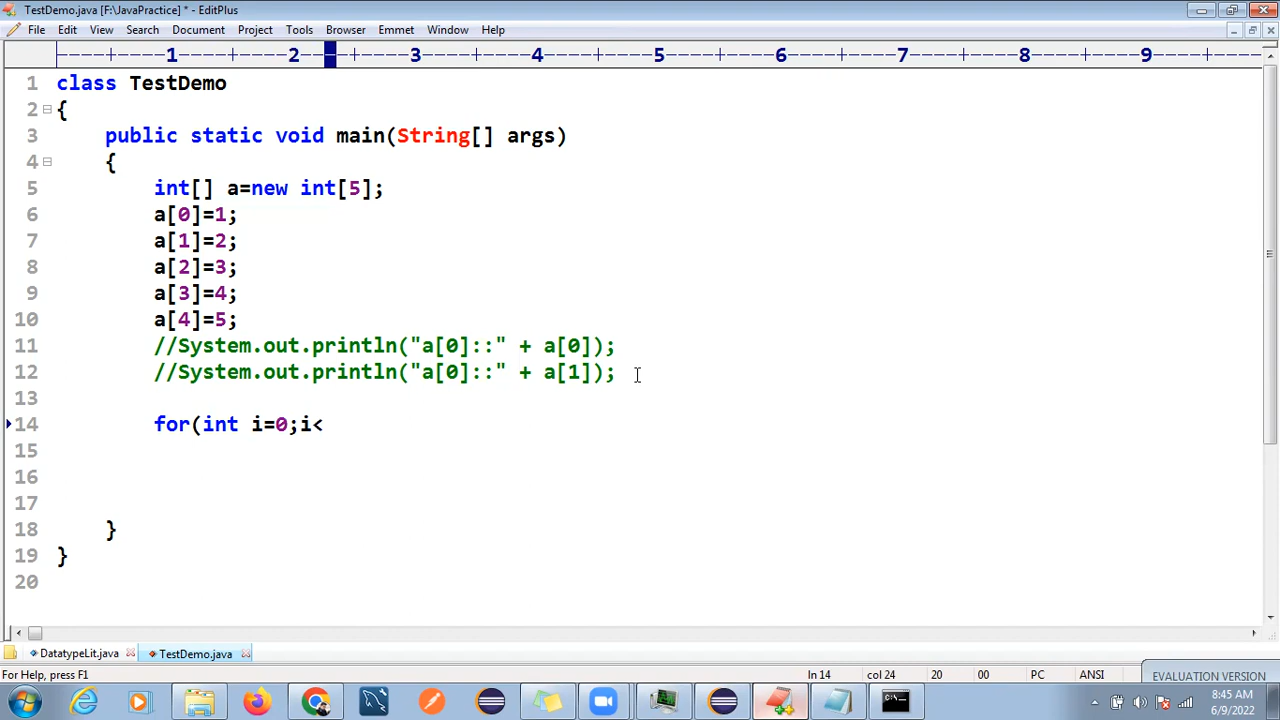 TestDemo.java [F:\JavaPractice] * - EditPlus
File Edit View Search Document Project Tools Browser Emmet Window Help
1 2 3 4 5 6 7 8 9
1 class TestDemo
2 {
3 public static void main(String[] args)
4 {
5 int[] a=new int[5];
6 a[0]=1;
7 a[1]=2;
8 a[2]=3;
9 a[3]=4;
10 a[4]=5;
11 //System.out.println("a[0]::" + a[0]);
12 //System.out.println("a[0]::" + a[1]);
13
14 for(int i=0;i<
15
16
17
18 }
19 }
20
DatatypeLit.java TestDemo.java
For Help, press F1 ln 14 col 24 20 00 PC ANSI EVALUATION VERSION
8:45 AM
6/9/2022